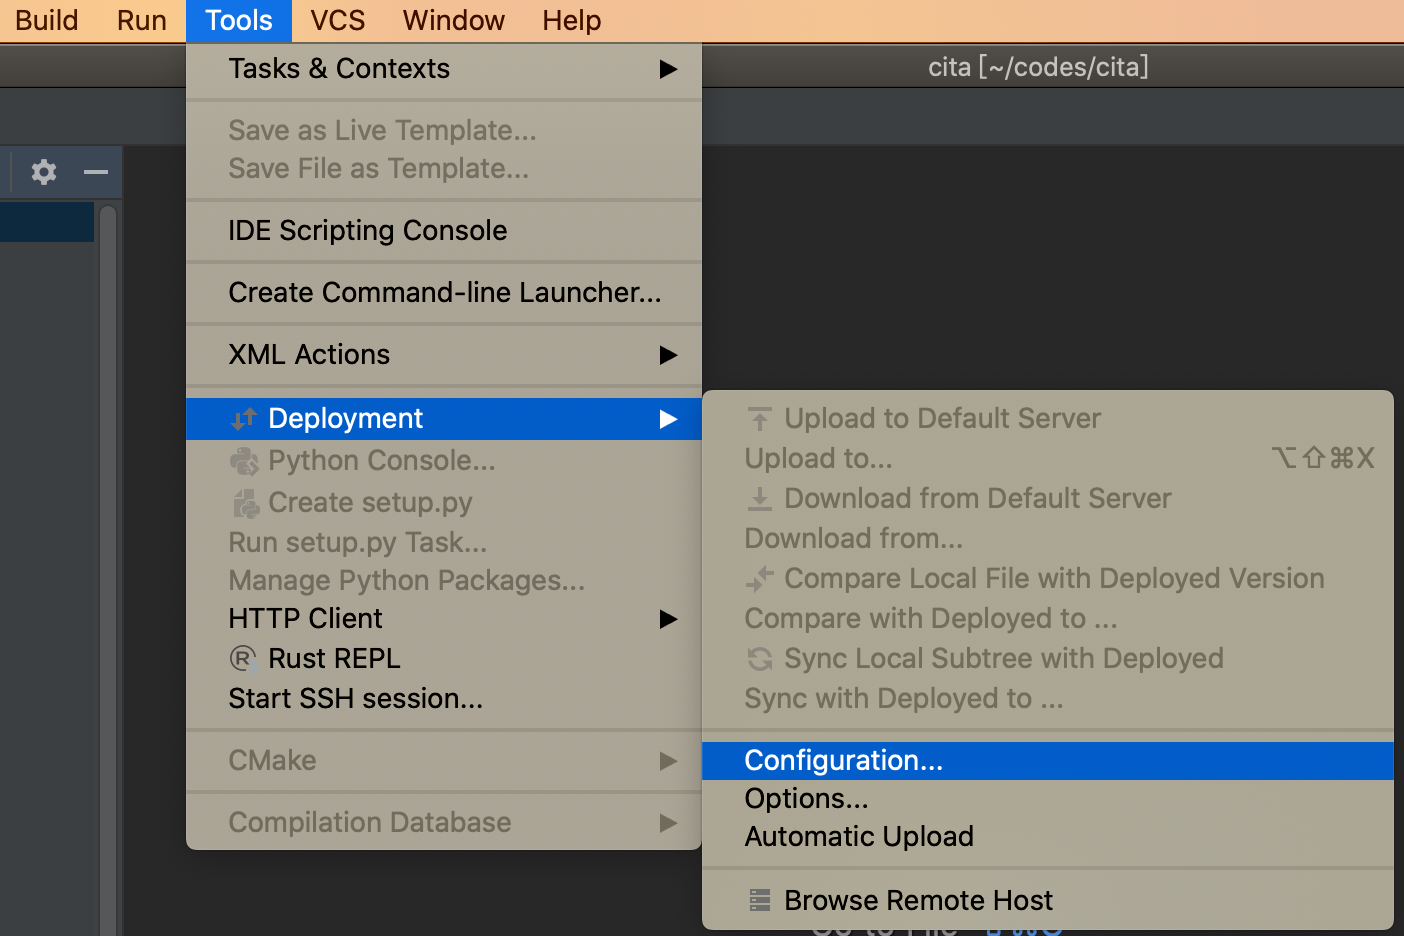 Build Run Tools VCS Window Help
cita [~/codes/cita]
Tasks & Contexts
Save as Live Template...
Save File as Template...
IDE Scripting Console
Create Command-line Launcher...
XML Actions
Deployment
Python Console...
Create setup.py
Run setup.py Task...
Manage Python Packages...
HTTP Client
Rust REPL
Start SSH session...
CMake
Compilation Database
Upload to Default Server
Upload to... ⌥⇧⌘X
Download from Default Server
Download from...
Compare Local File with Deployed Version
Compare with Deployed to ...
Sync Local Subtree with Deployed
Sync with Deployed to ...
Configuration...
Options...
Automatic Upload
Browse Remote Host
Go to File ⇧⌘O